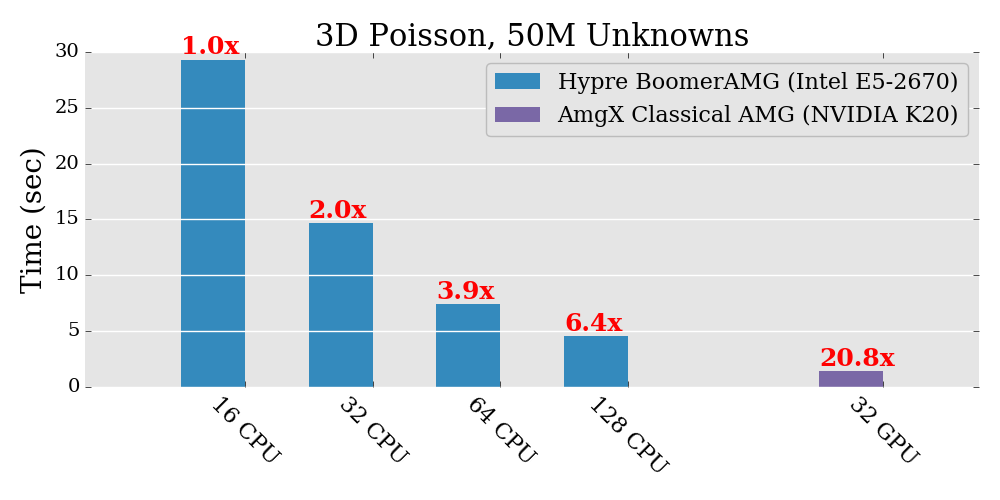 3D Poisson, 50M Unknowns
Hypre BoomerAMG (Intel E5-2670)
AmgX Classical AMG (NVIDIA K20)
Time (sec)
30
25
20
15
10
5
0
1.0x
2.0x
3.9x
6.4x
20.8x
16 CPU
32 CPU
64 CPU
128 CPU
32 GPU